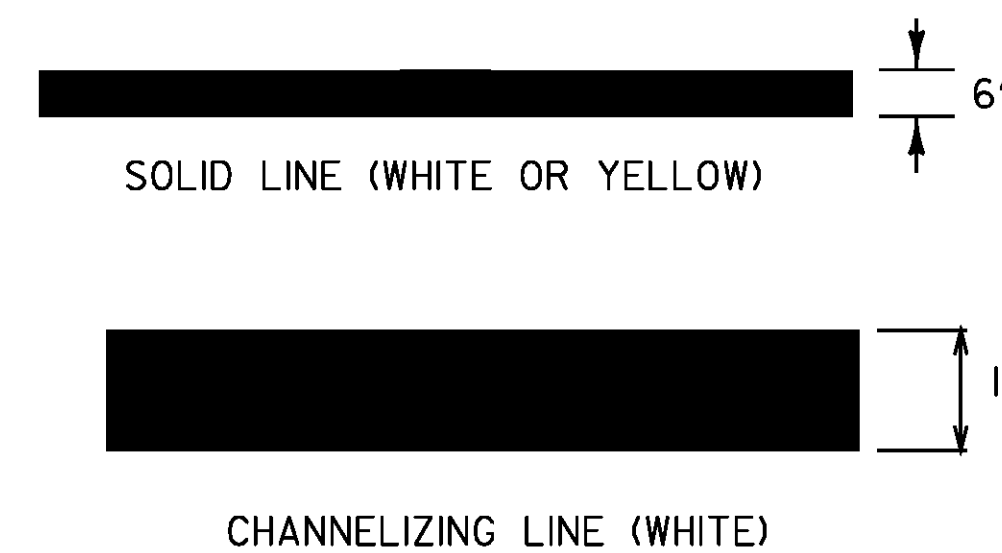 6"
SOLID LINE (WHITE OR YELLOW)
CHANNELIZING LINE (WHITE)